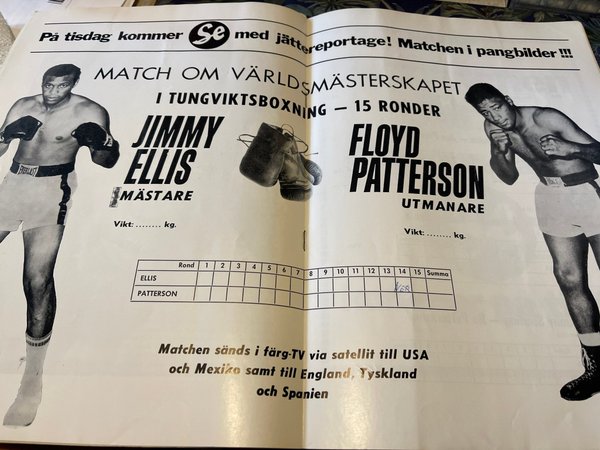 På tisdag kommer Se med jättereportage! Matchen i pangbilder!!!
MATCH OM VÄRLDSMÄSTERSKAPET
I TUNGVIKTSBOXNING – 15 RONDER
JIMMY
ELLIS
MÄSTARE
Vikt: ........ kg.
FLOYD
PATTERSON
UTMANARE
Vikt: ........ kg.
Rond 1 2 3 4 5 6 7 8 9 10 11 12 13 14 15 Summa
ELLIS
PATTERSON
Matchen sänds i färg-TV via satellit till USA
och Mexiko samt till England, Tyskland
och Spanien
EVERLAST